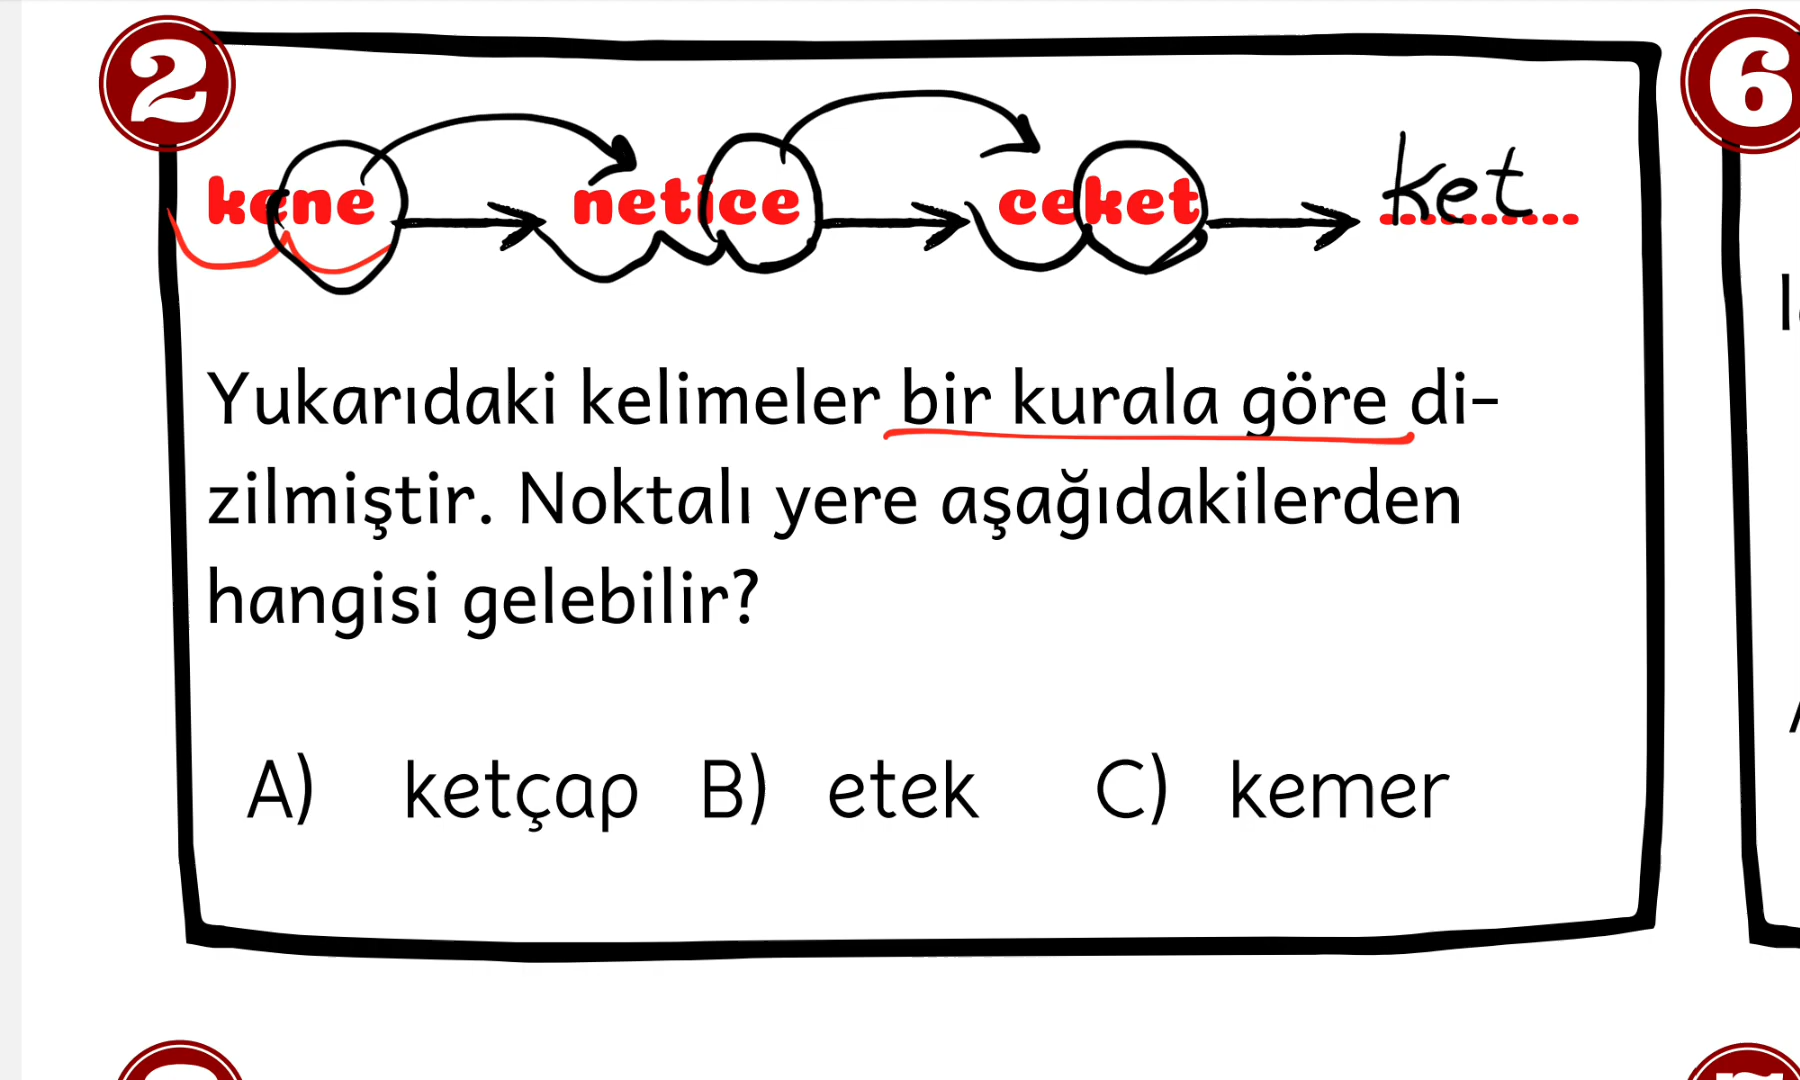 2
6
kene netice ceket ket..........
Yukarıdaki kelimeler bir kurala göre di-
zilmiştir. Noktalı yere aşağıdakilerden
hangisi gelebilir?
A) ketçap B) etek C) kemer